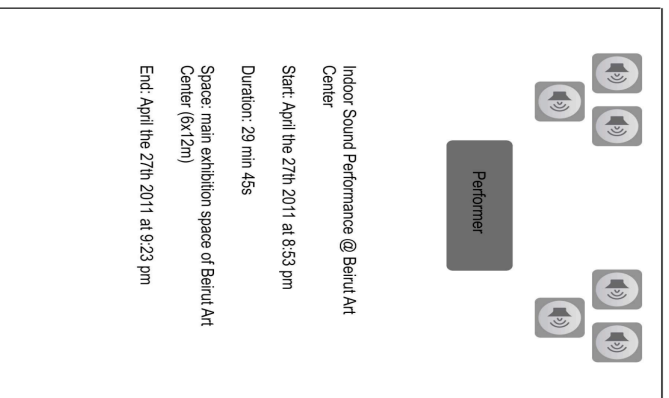 Performer
Indoor Sound Performance @ Beirut Art
Center
Start: April the 27th 2011 at 8:53 pm
Duration: 29 min 45s
Space: main exhibition space of Beirut Art
Center (6x12m)
End: April the 27th 2011 at 9:23 pm